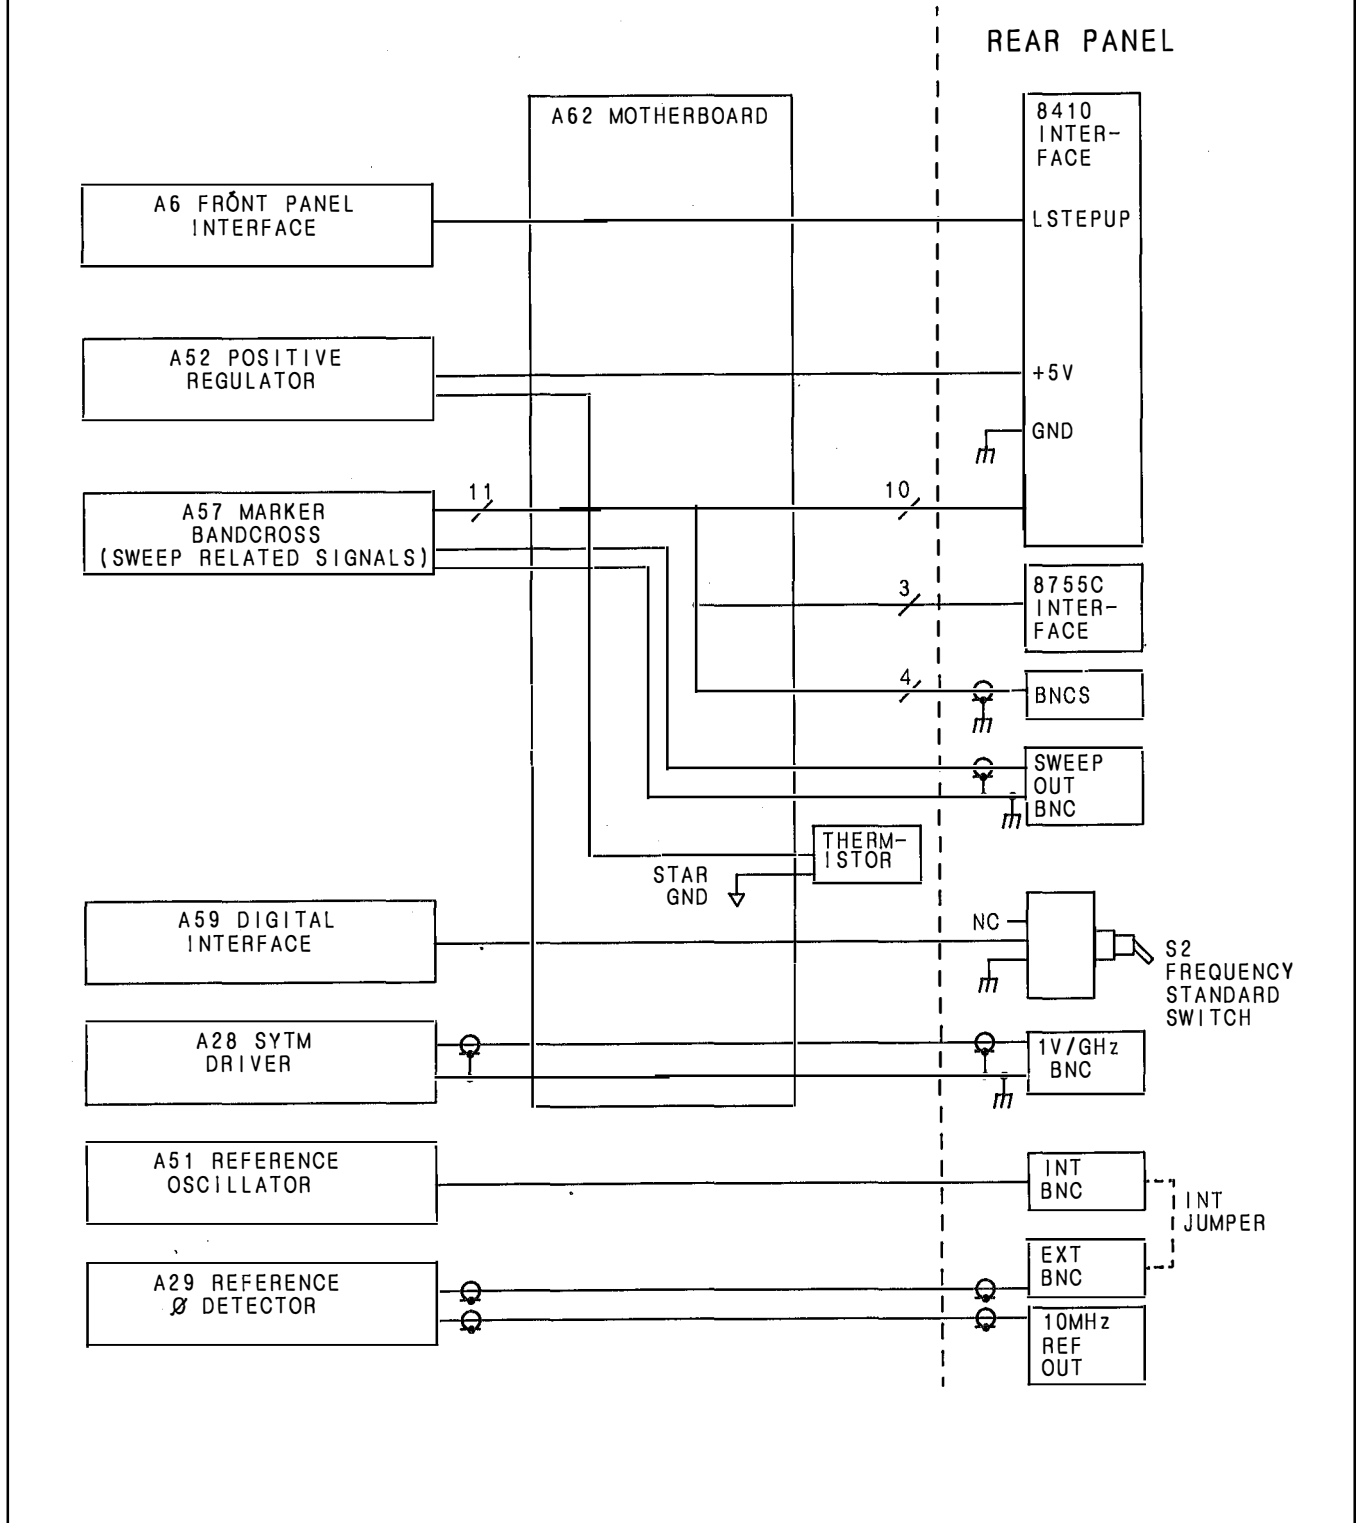 REAR PANEL
A62 MOTHERBOARD
8410
INTER-
FACE
LSTEPUP
+5V
GND
A6 FRONT PANEL
INTERFACE
A52 POSITIVE
REGULATOR
A57 MARKER
BANDCROSS
(SWEEP RELATED SIGNALS)
11
10
3
4
8755C
INTER-
FACE
BNCS
SWEEP
OUT
BNC
THERM-
ISTOR
STAR
GND
A59 DIGITAL
INTERFACE
NC
S2
FREQUENCY
STANDARD
SWITCH
A28 SYTM
DRIVER
1V/GHz
BNC
A51 REFERENCE
OSCILLATOR
INT
BNC
INT
JUMPER
A29 REFERENCE
Ø DETECTOR
EXT
BNC
10MHz
REF
OUT